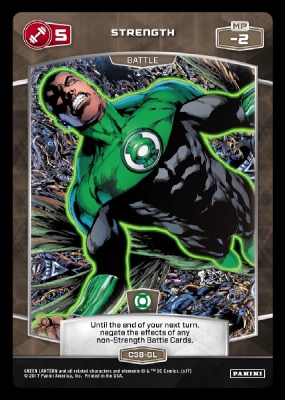 5
STRENGTH
MP
-2
BATTLE
Until the end of your next turn,
negate the effects of any
non-Strength Battle Cards.
C38-GL
GREEN LANTERN and all related characters and elements © & ™ DC Comics. (s17)
© 2017 Panini America, Inc. Printed in the USA.
PANINI